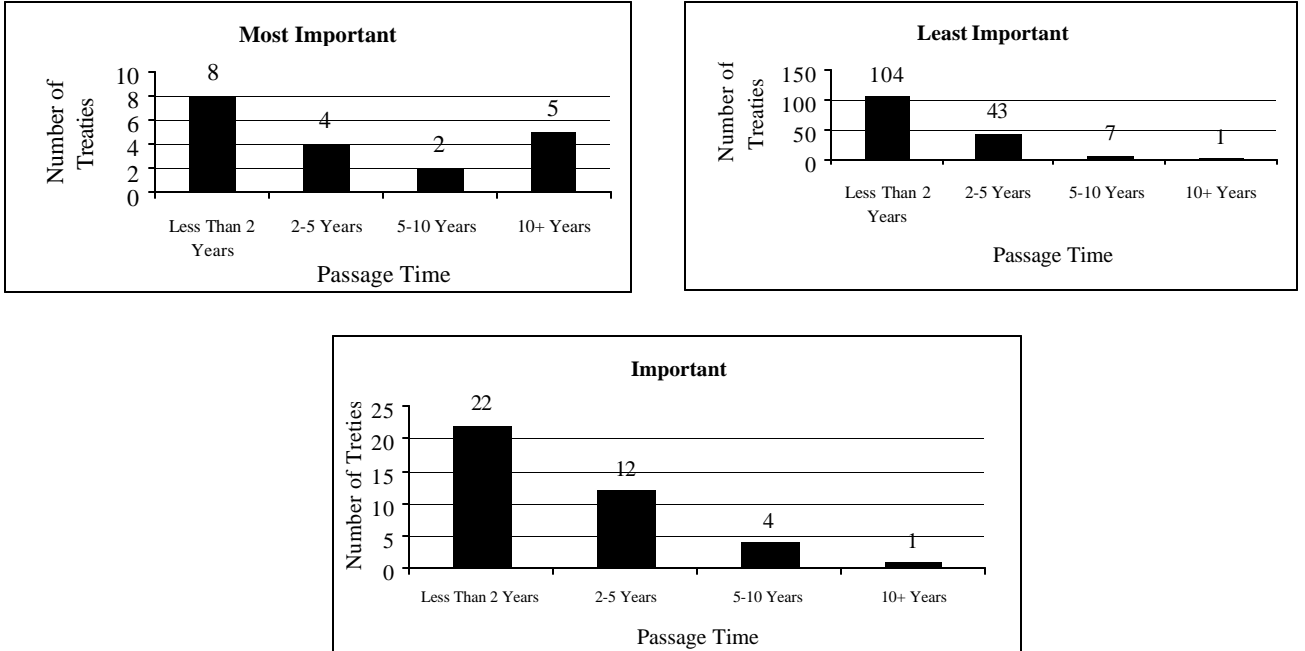 Most Important
Number of
Treaties
10
8
6
4
2
0
8
4
2
5
Less Than 2
Years
2-5 Years
5-10 Years
10+ Years
Passage Time
Least Important
Number of
Treaties
150
100
50
0
104
43
7
1
Less Than 2
Years
2-5 Years
5-10 Years
10+ Years
Passage Time
Important
Number of Treties
25
20
15
10
5
0
22
12
4
1
Less Than 2 Years
2-5 Years
5-10 Years
10+ Years
Passage Time